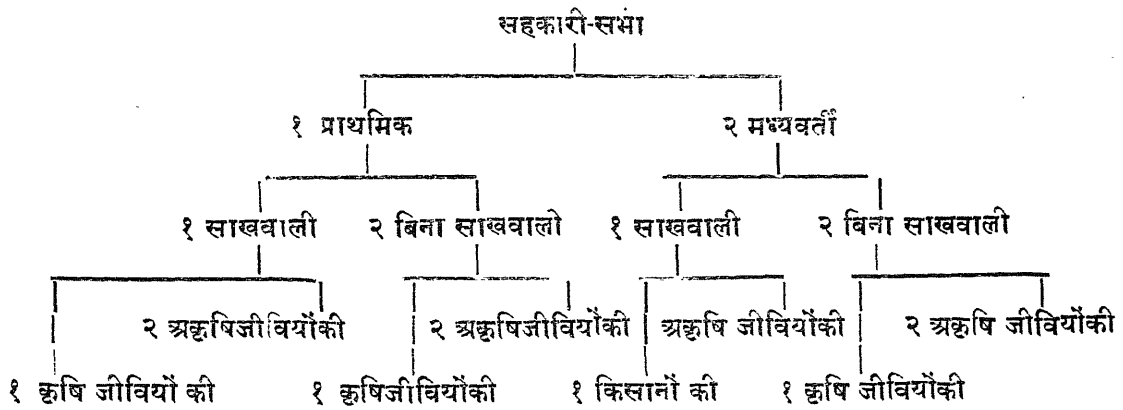 सहकारी-सभा
१ प्राथमिक २ मध्यवर्ती
१ साखवाली २ बिना साखवालो १ साखवाली २ बिना साखवाली
२ अकृषिजीवियोंकी २ अकृषिजीवियोंकी अकृषि जीवियोंकी २ अकृषि जीवियोंकी
१ कृषि जीवियों की १ कृषिजीवियोंकी १ किसानों की १ कृषि जीवियोंकी